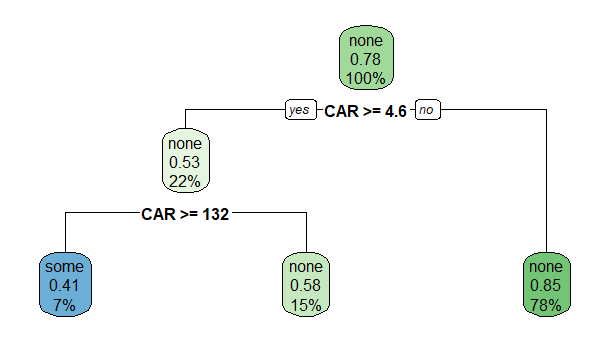 none
0.78
100%
yes CAR >= 4.6 no
none
0.53
22%
CAR >= 132
some
0.41
7%
none
0.58
15%
none
0.85
78%